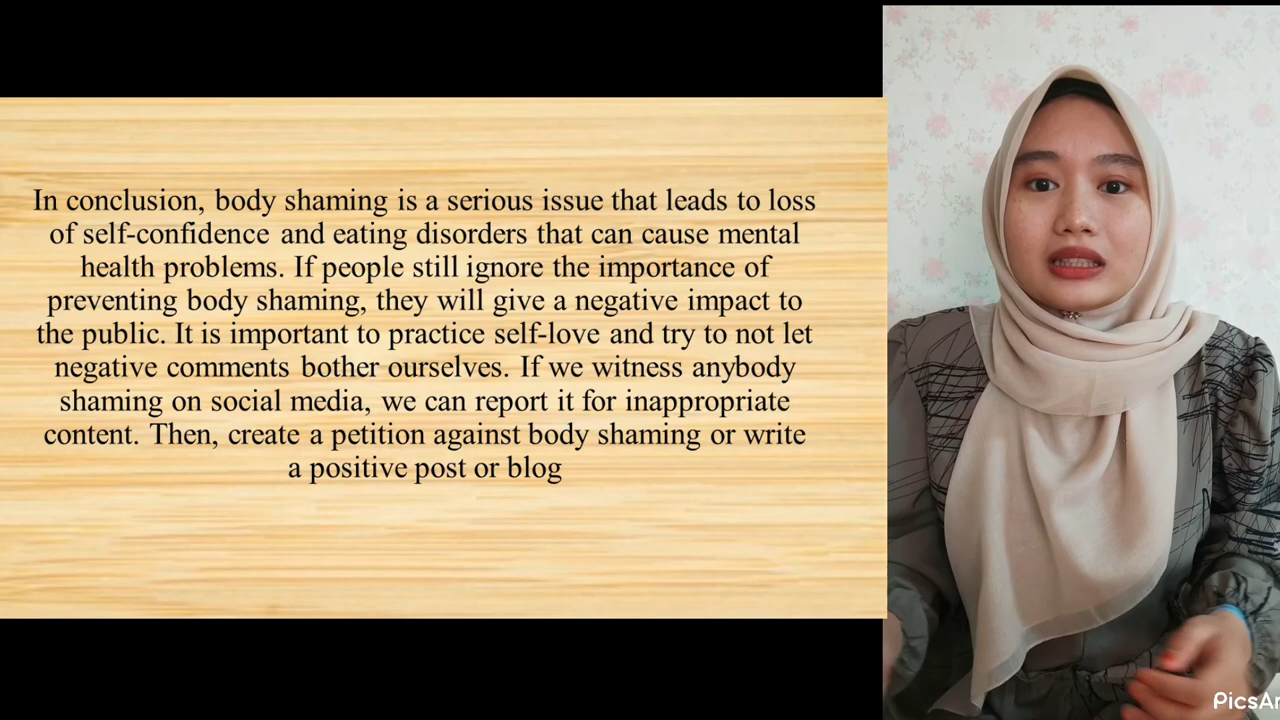 In conclusion, body shaming is a serious issue that leads to loss
of self-confidence and eating disorders that can cause mental
health problems. If people still ignore the importance of
preventing body shaming, they will give a negative impact to
the public. It is important to practice self-love and try to not let
negative comments bother ourselves. If we witness anybody
shaming on social media, we can report it for inappropriate
content. Then, create a petition against body shaming or write
a positive post or blog